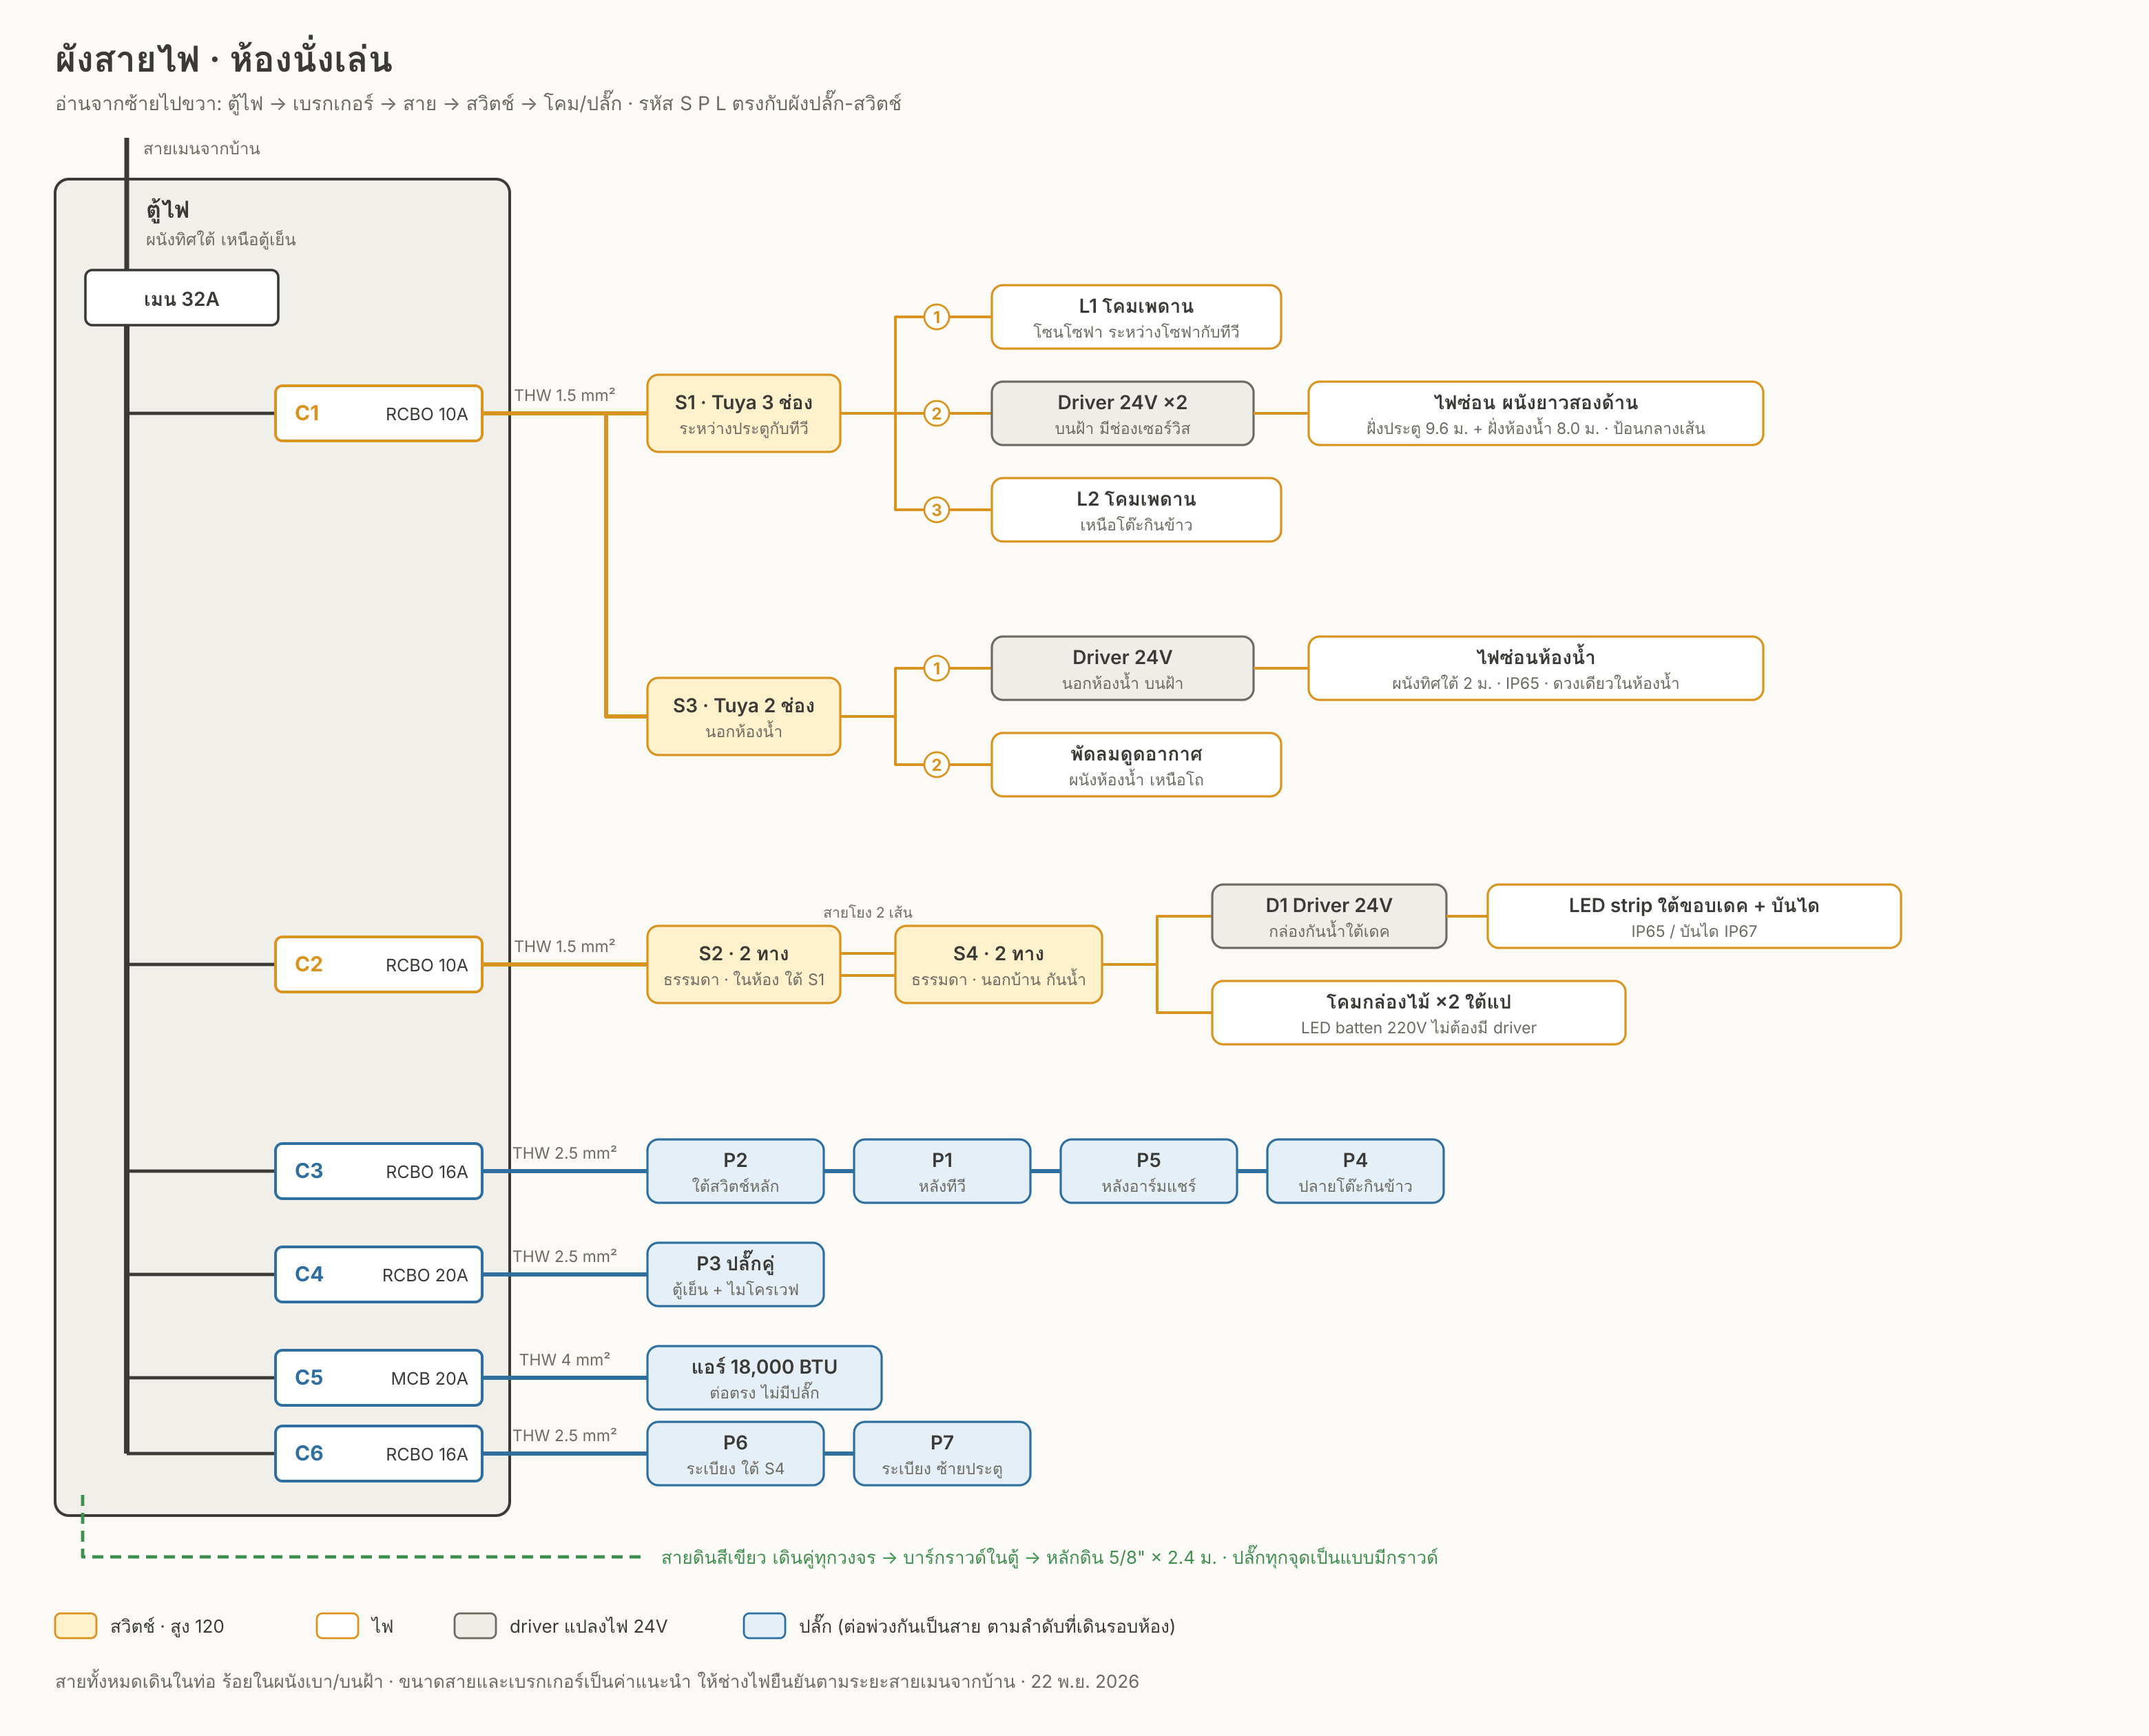 ผังสายไฟ · ห้องนั่งเล่น
อ่านจากซ้ายไปขวา: ตู้ไฟ → เบรกเกอร์ → สาย → สวิตช์ → โคม/ปลั๊ก · รหัส S P L ตรงกับผังปลั๊ก-สวิตช์
สายเมนจากบ้าน
ตู้ไฟ
ผนังทิศใต้ เหนือตู้เย็น
เมน 32A
C1 RCBO 10A
THW 1.5 mm²
S1 · Tuya 3 ช่อง
ระหว่างประตูกับทีวี
1
L1 โคมเพดาน
โซนโซฟา ระหว่างโซฟากับทีวี
2
Driver 24V ×2
บนฝ้า มีช่องเซอร์วิส
ไฟซ่อน ผนังยาวสองด้าน
ฝั่งประตู 9.6 ม. + ฝั่งห้องน้ำ 8.0 ม. · ป้อนกลางเส้น
3
L2 โคมเพดาน
เหนือโต๊ะกินข้าว
S3 · Tuya 2 ช่อง
นอกห้องน้ำ
1
Driver 24V
นอกห้องน้ำ บนฝ้า
ไฟซ่อนห้องน้ำ
ผนังทิศใต้ 2 ม. · IP65 · ดวงเดียวในห้องน้ำ
2
พัดลมดูดอากาศ
ผนังห้องน้ำ เหนือโถ
C2 RCBO 10A
THW 1.5 mm²
S2 · 2 ทาง
ธรรมดา · ในห้อง ใต้ S1
สายโยง 2 เส้น
S4 · 2 ทาง
ธรรมดา · นอกบ้าน กันน้ำ
D1 Driver 24V
กล่องกันน้ำใต้เดค
LED strip ใต้ขอบเดค + บันได
IP65 / บันได IP67
โคมกล่องไม้ ×2 ใต้แป
LED batten 220V ไม่ต้องมี driver
C3 RCBO 16A
THW 2.5 mm²
P2
ใต้สวิตช์หลัก
P1
หลังทีวี
P5
หลังอาร์มแชร์
P4
ปลายโต๊ะกินข้าว
C4 RCBO 20A
THW 2.5 mm²
P3 ปลั๊กคู่
ตู้เย็น + ไมโครเวฟ
C5 MCB 20A
THW 4 mm²
แอร์ 18,000 BTU
ต่อตรง ไม่มีปลั๊ก
C6 RCBO 16A
THW 2.5 mm²
P6
ระเบียง ใต้ S4
P7
ระเบียง ซ้ายประตู
สายดินสีเขียว เดินคู่ทุกวงจร → บาร์กราวด์ในตู้ → หลักดิน 5/8" × 2.4 ม. · ปลั๊กทุกจุดเป็นแบบมีกราวด์
สวิตช์ · สูง 120
ไฟ
driver แปลงไฟ 24V
ปลั๊ก (ต่อพ่วงกันเป็นสาย ตามลำดับที่เดินรอบห้อง)
สายทั้งหมดเดินในท่อ ร้อยในผนังเบา/บนฝ้า · ขนาดสายและเบรกเกอร์เป็นค่าแนะนำ ให้ช่างไฟยืนยันตามระยะสายเมนจากบ้าน · 22 พ.ย. 2026